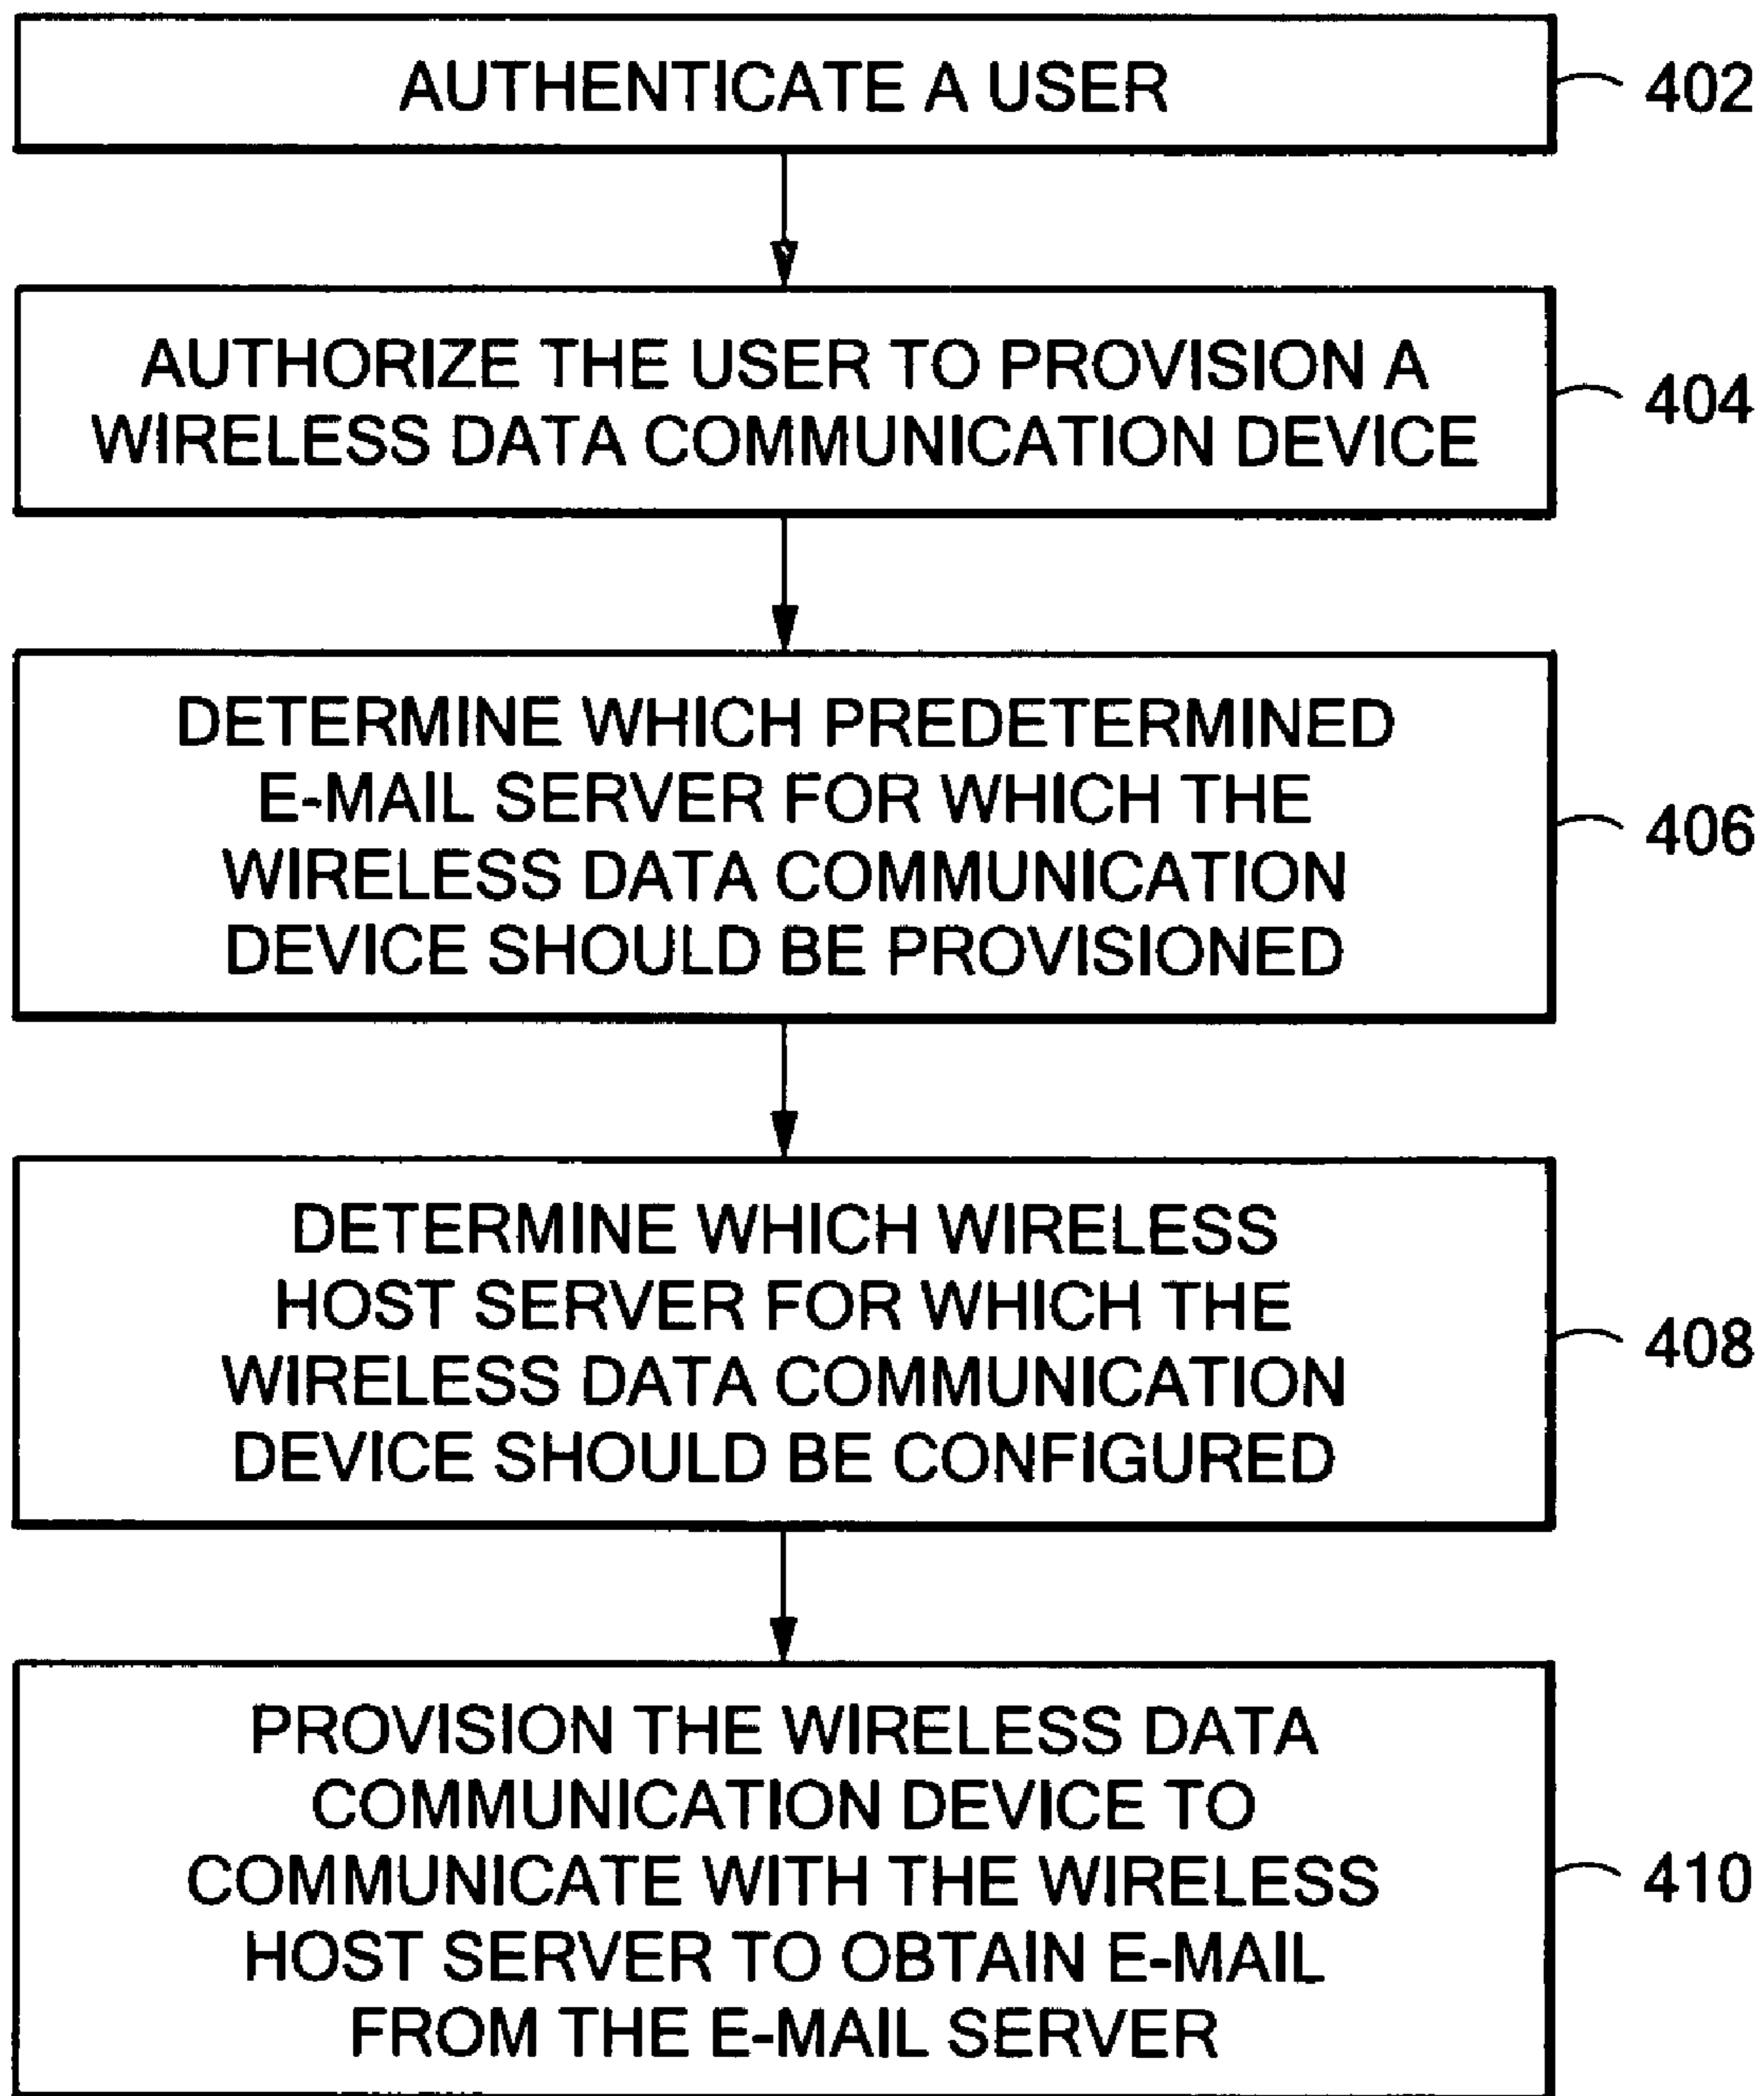 AUTHENTICATE A USER
402
AUTHORIZE THE USER TO PROVISION A
WIRELESS DATA COMMUNICATION DEVICE
404
DETERMINE WHICH PREDETERMINED
E-MAIL SERVER FOR WHICH THE
WIRELESS DATA COMMUNICATION
DEVICE SHOULD BE PROVISIONED
406
DETERMINE WHICH WIRELESS
HOST SERVER FOR WHICH THE
WIRELESS DATA COMMUNICATION
DEVICE SHOULD BE CONFIGURED
408
PROVISION THE WIRELESS DATA
COMMUNICATION DEVICE TO
COMMUNICATE WITH THE WIRELESS
HOST SERVER TO OBTAIN E-MAIL
FROM THE E-MAIL SERVER
410